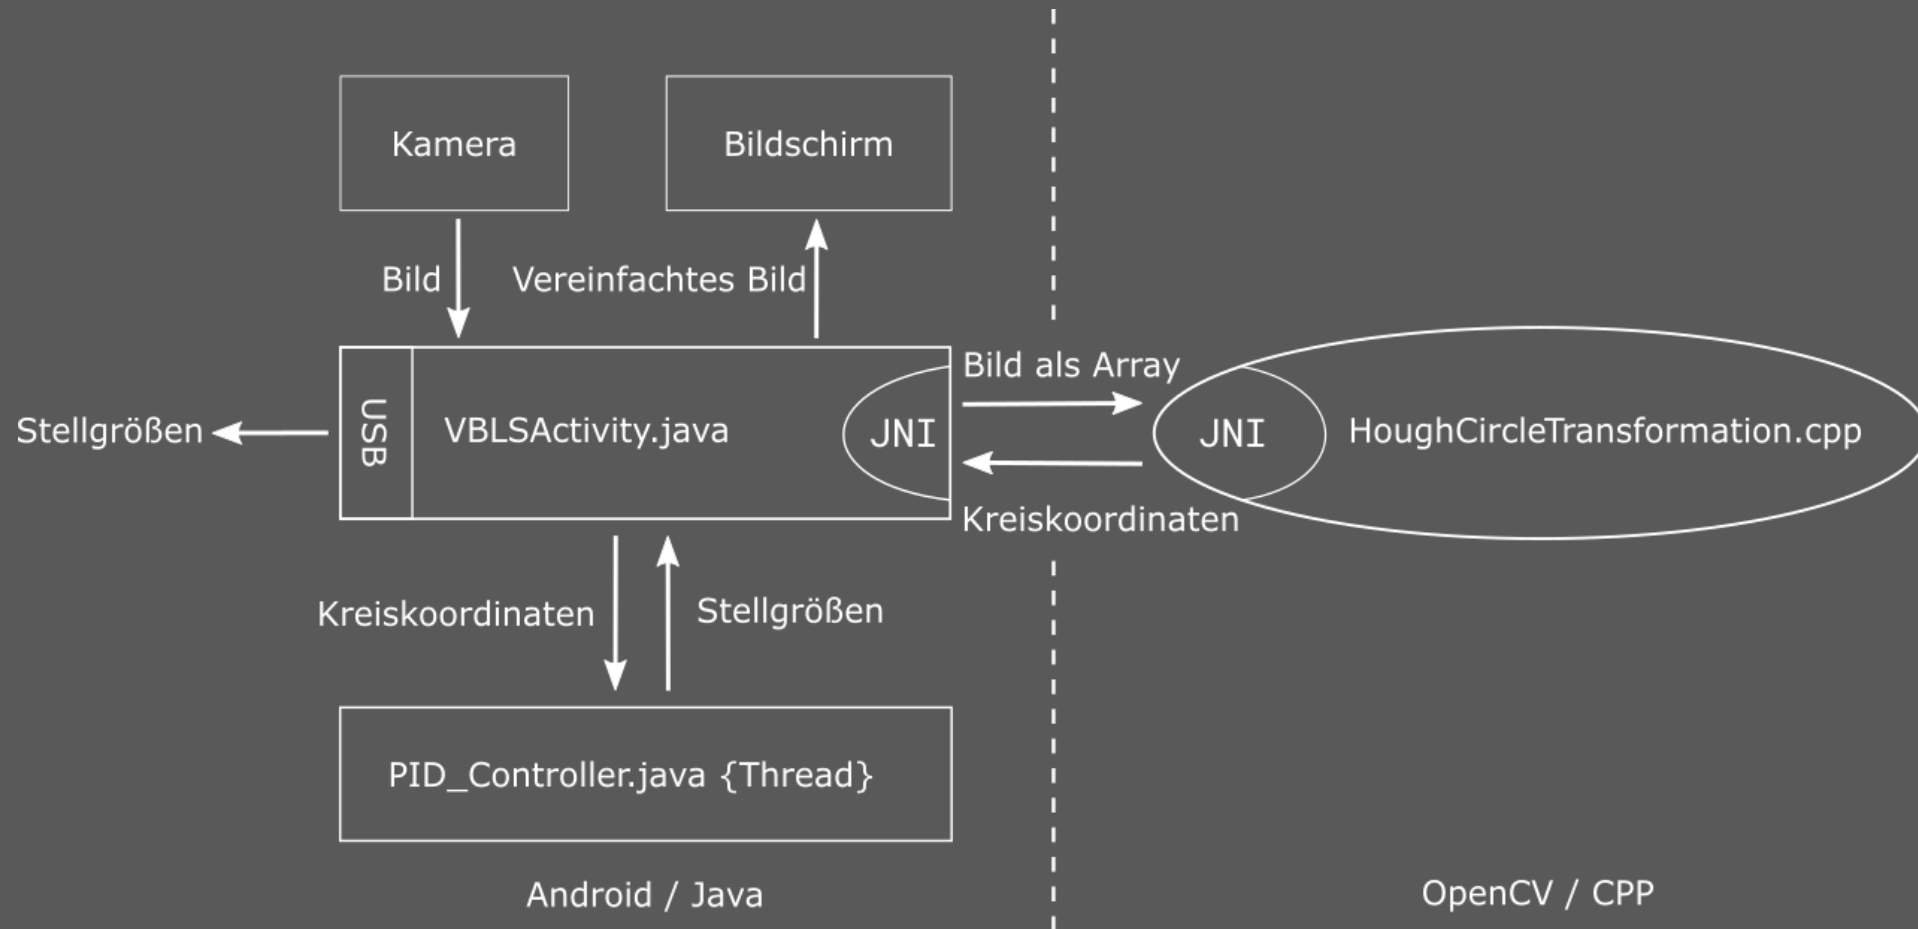 Kamera
Bildschirm
Bild
Vereinfachtes Bild
Stellgrößen
USB
VBLSActivity.java
JNI
Bild als Array
Kreiskoordinaten
JNI
HoughCircleTransformation.cpp
Kreiskoordinaten
Stellgrößen
PID_Controller.java {Thread}
Android / Java
OpenCV / CPP